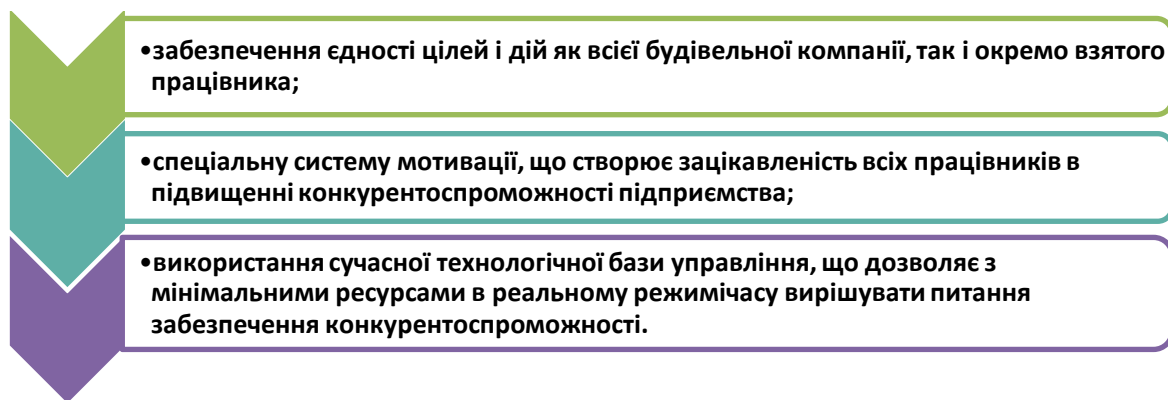 •забезпечення єдності цілей і дій як всієї будівельної компанії, так і окремо взятого
працівника;
•спеціальну систему мотивації, що створює зацікавленість всіх працівників в
підвищенні конкурентоспроможності підприємства;
•використання сучасної технологічної бази управління, що дозволяє з
мінімальними ресурсами в реальному режимічасу вирішувати питання
забезпечення конкурентоспроможності.